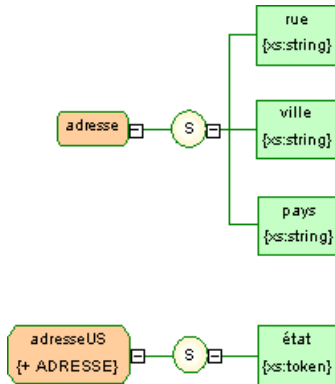 rue
{xs:string}
adresse
S
ville
{xs:string}
pays
{xs:string}
adresseUS
{+ ADRESSE}
S
état
{xs:token}